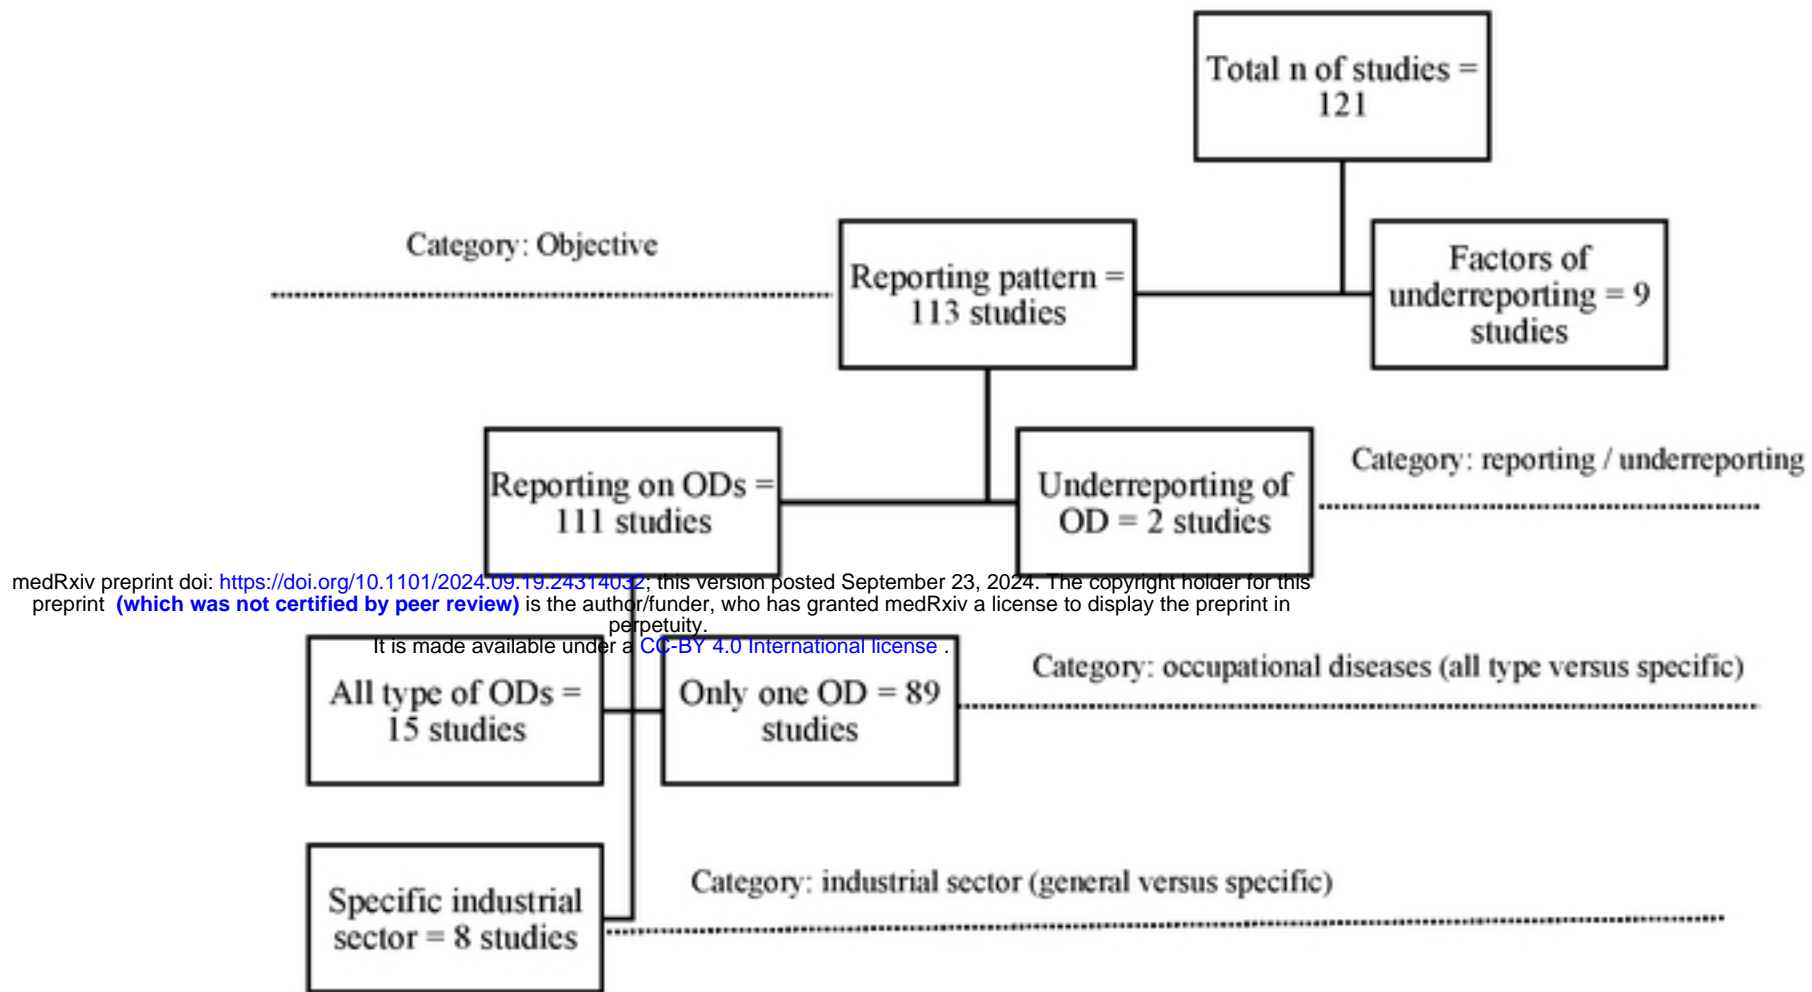 Total n of studies =
121
Category: Objective
Reporting pattern =
113 studies
Factors of
underreporting = 9
studies
Reporting on ODs =
111 studies
Underreporting of
OD = 2 studies
Category: reporting / underreporting
medRxiv preprint doi: https://doi.org/10.1101/2024.09.19.24314032; this version posted September 23, 2024. The copyright holder for this
preprint (which was not certified by peer review) is the author/funder, who has granted medRxiv a license to display the preprint in
perpetuity.
It is made available under a CC-BY 4.0 International license .
All type of ODs =
15 studies
Only one OD = 89
studies
Category: occupational diseases (all type versus specific)
Specific industrial
sector = 8 studies
Category: industrial sector (general versus specific)